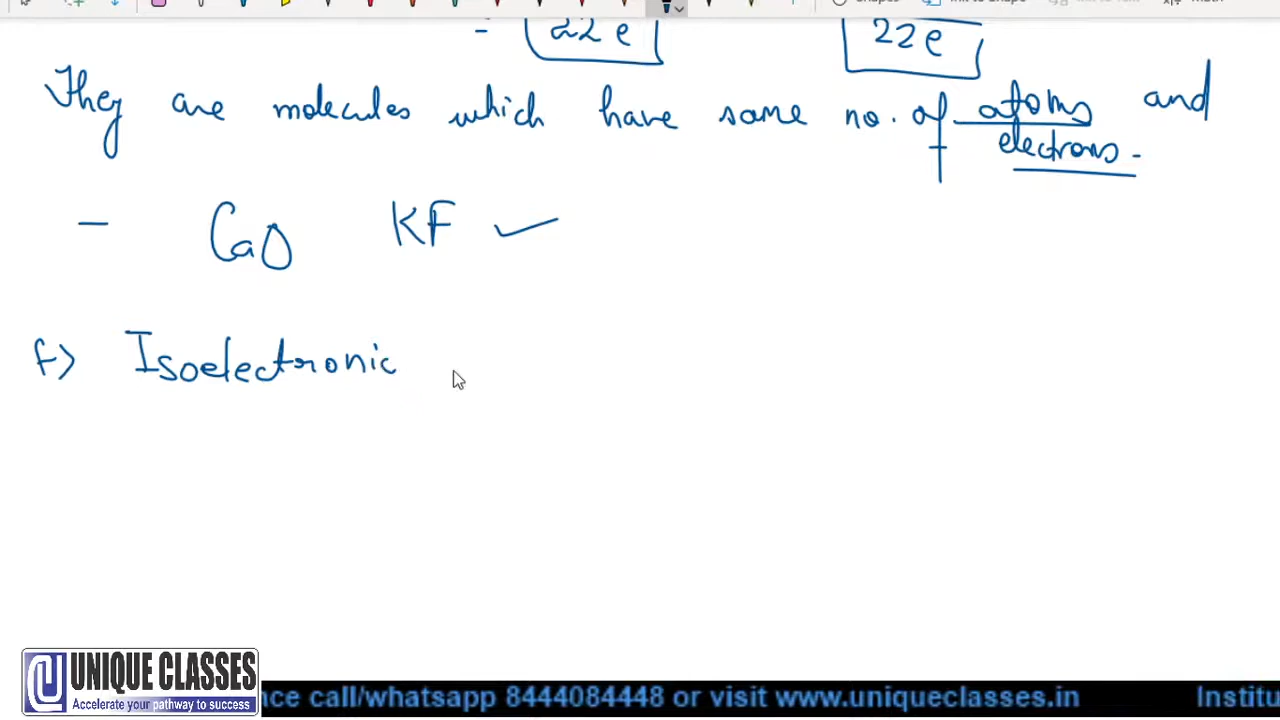 = 22 e 22 e
They are molecules which have same no. of atoms and
electrons.
- CaO KF ✓
f> Isoelectronic
UNIQUE CLASSES
Accelerate your pathway to success
nce call/whatsapp 8444084448 or visit www.uniqueclasses.in Institu